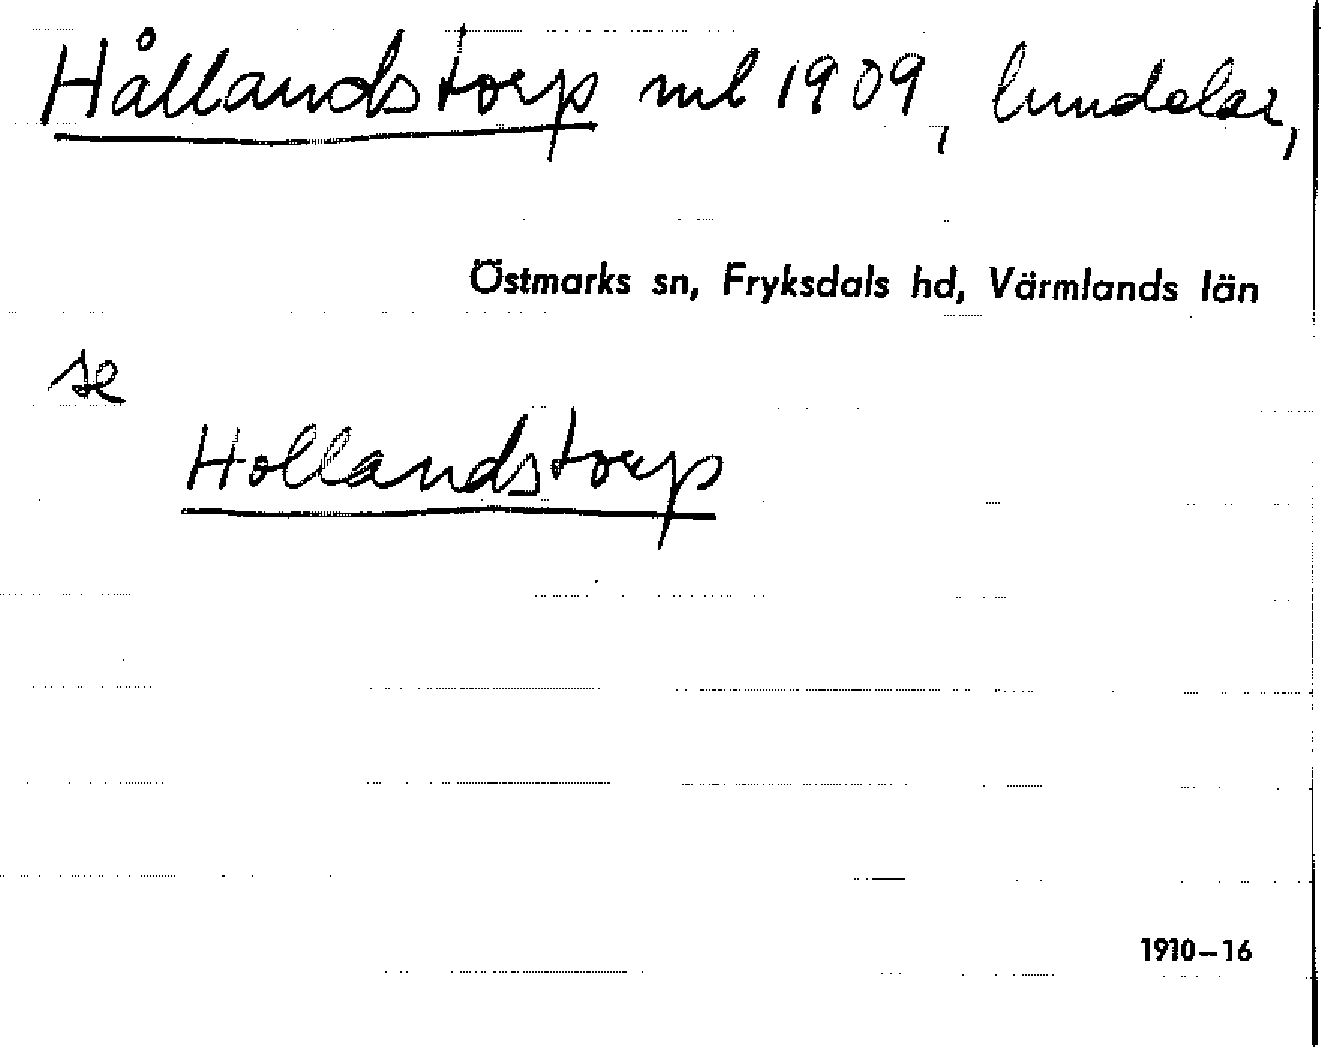 Hållandstorp ml 1909, lundelar,
Östmarks sn, Fryksdals hd, Värmlands län
se
Hollandstorp
1910–16